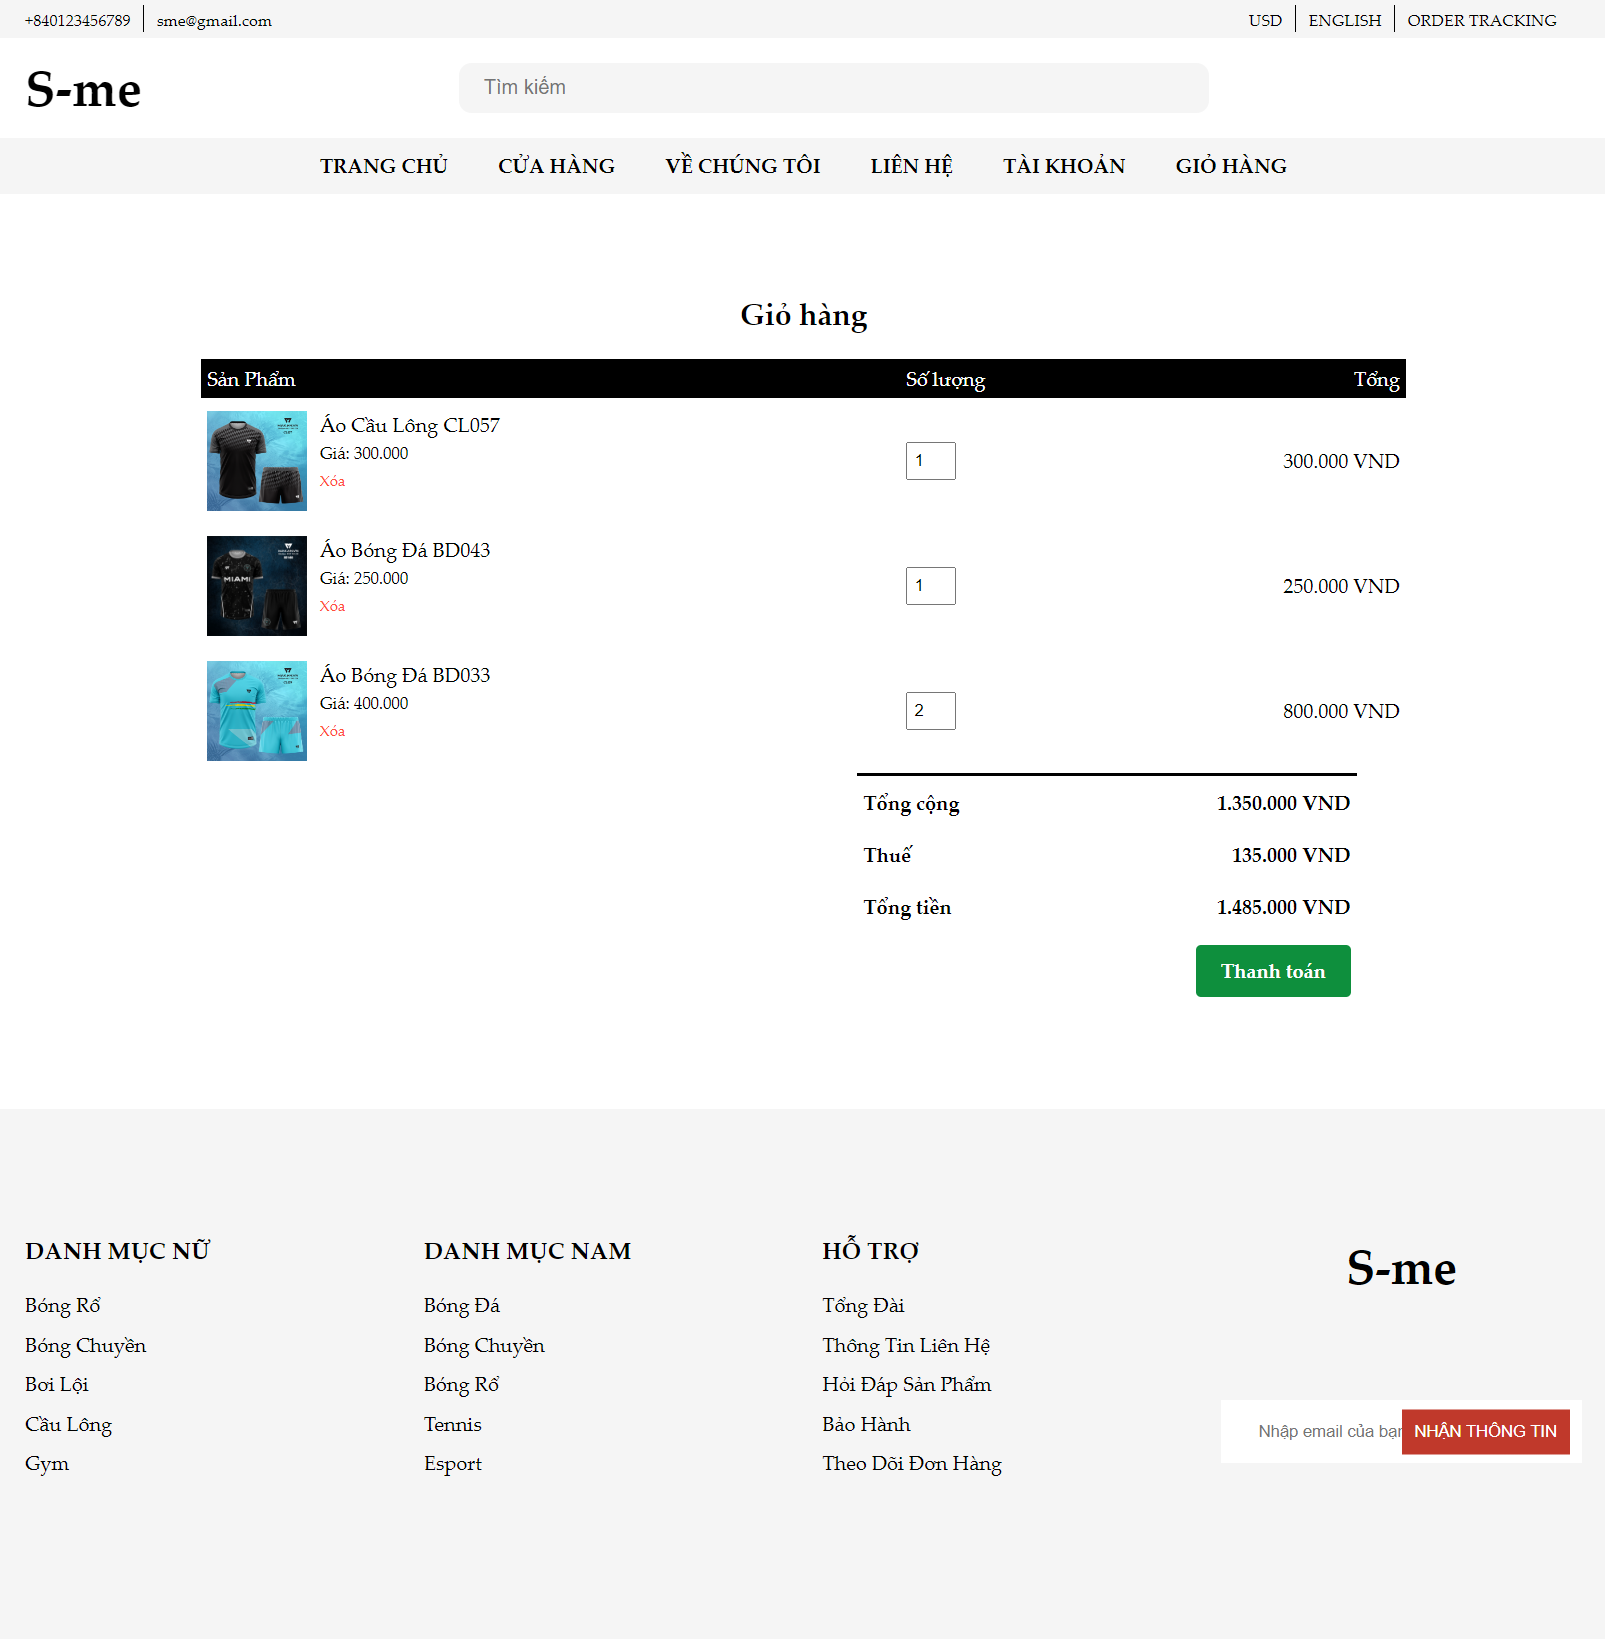 +840123456789 sme@gmail.com USD ENGLISH ORDER TRACKING
S-me
Tìm kiếm
TRANG CHỦ CỬA HÀNG VỀ CHÚNG TÔI LIÊN HỆ TÀI KHOẢN GIỎ HÀNG
Giỏ hàng
Sản Phẩm Số lượng Tổng
Áo Cầu Lông CL057
Giá: 300.000
Xóa
1 300.000 VND
MIAMI
Áo Bóng Đá BD043
Giá: 250.000
Xóa
1 250.000 VND
Áo Bóng Đá BD033
Giá: 400.000
Xóa
2 800.000 VND
Tổng cộng 1.350.000 VND
Thuế 135.000 VND
Tổng tiền 1.485.000 VND
Thanh toán
DANH MỤC NỮ
Bóng Rổ
Bóng Chuyền
Bơi Lội
Cầu Lông
Gym
DANH MỤC NAM
Bóng Đá
Bóng Chuyền
Bóng Rổ
Tennis
Esport
HỖ TRỢ
Tổng Đài
Thông Tin Liên Hệ
Hỏi Đáp Sản Phẩm
Bảo Hành
Theo Dõi Đơn Hàng
S-me
Nhập email của bạn NHẬN THÔNG TIN